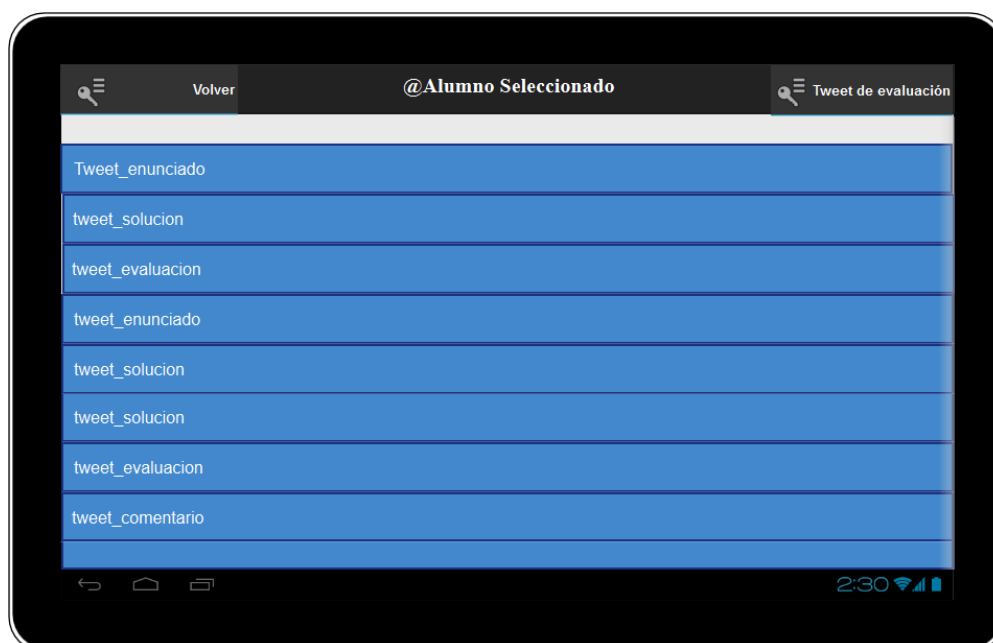 Volver
@Alumno Seleccionado
Tweet de evaluación
Tweet_enunciado
tweet_solucion
tweet_evaluacion
tweet_enunciado
tweet_solucion
tweet_solucion
tweet_evaluacion
tweet_comentario
2:30